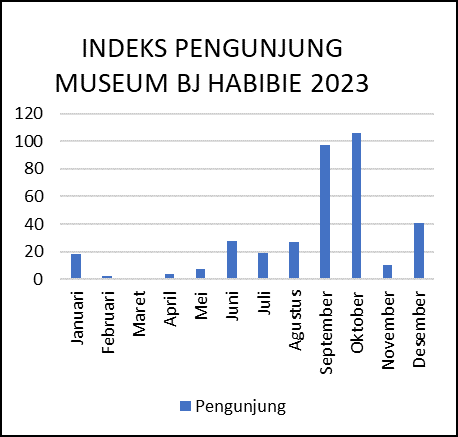 INDEKS PENGUNJUNG
MUSEUM BJ HABIBIE 2023
120
100
80
60
40
20
0
Januari
Februari
Maret
April
Mei
Juni
Juli
Agustus
September
Oktober
November
Desember
Pengunjung